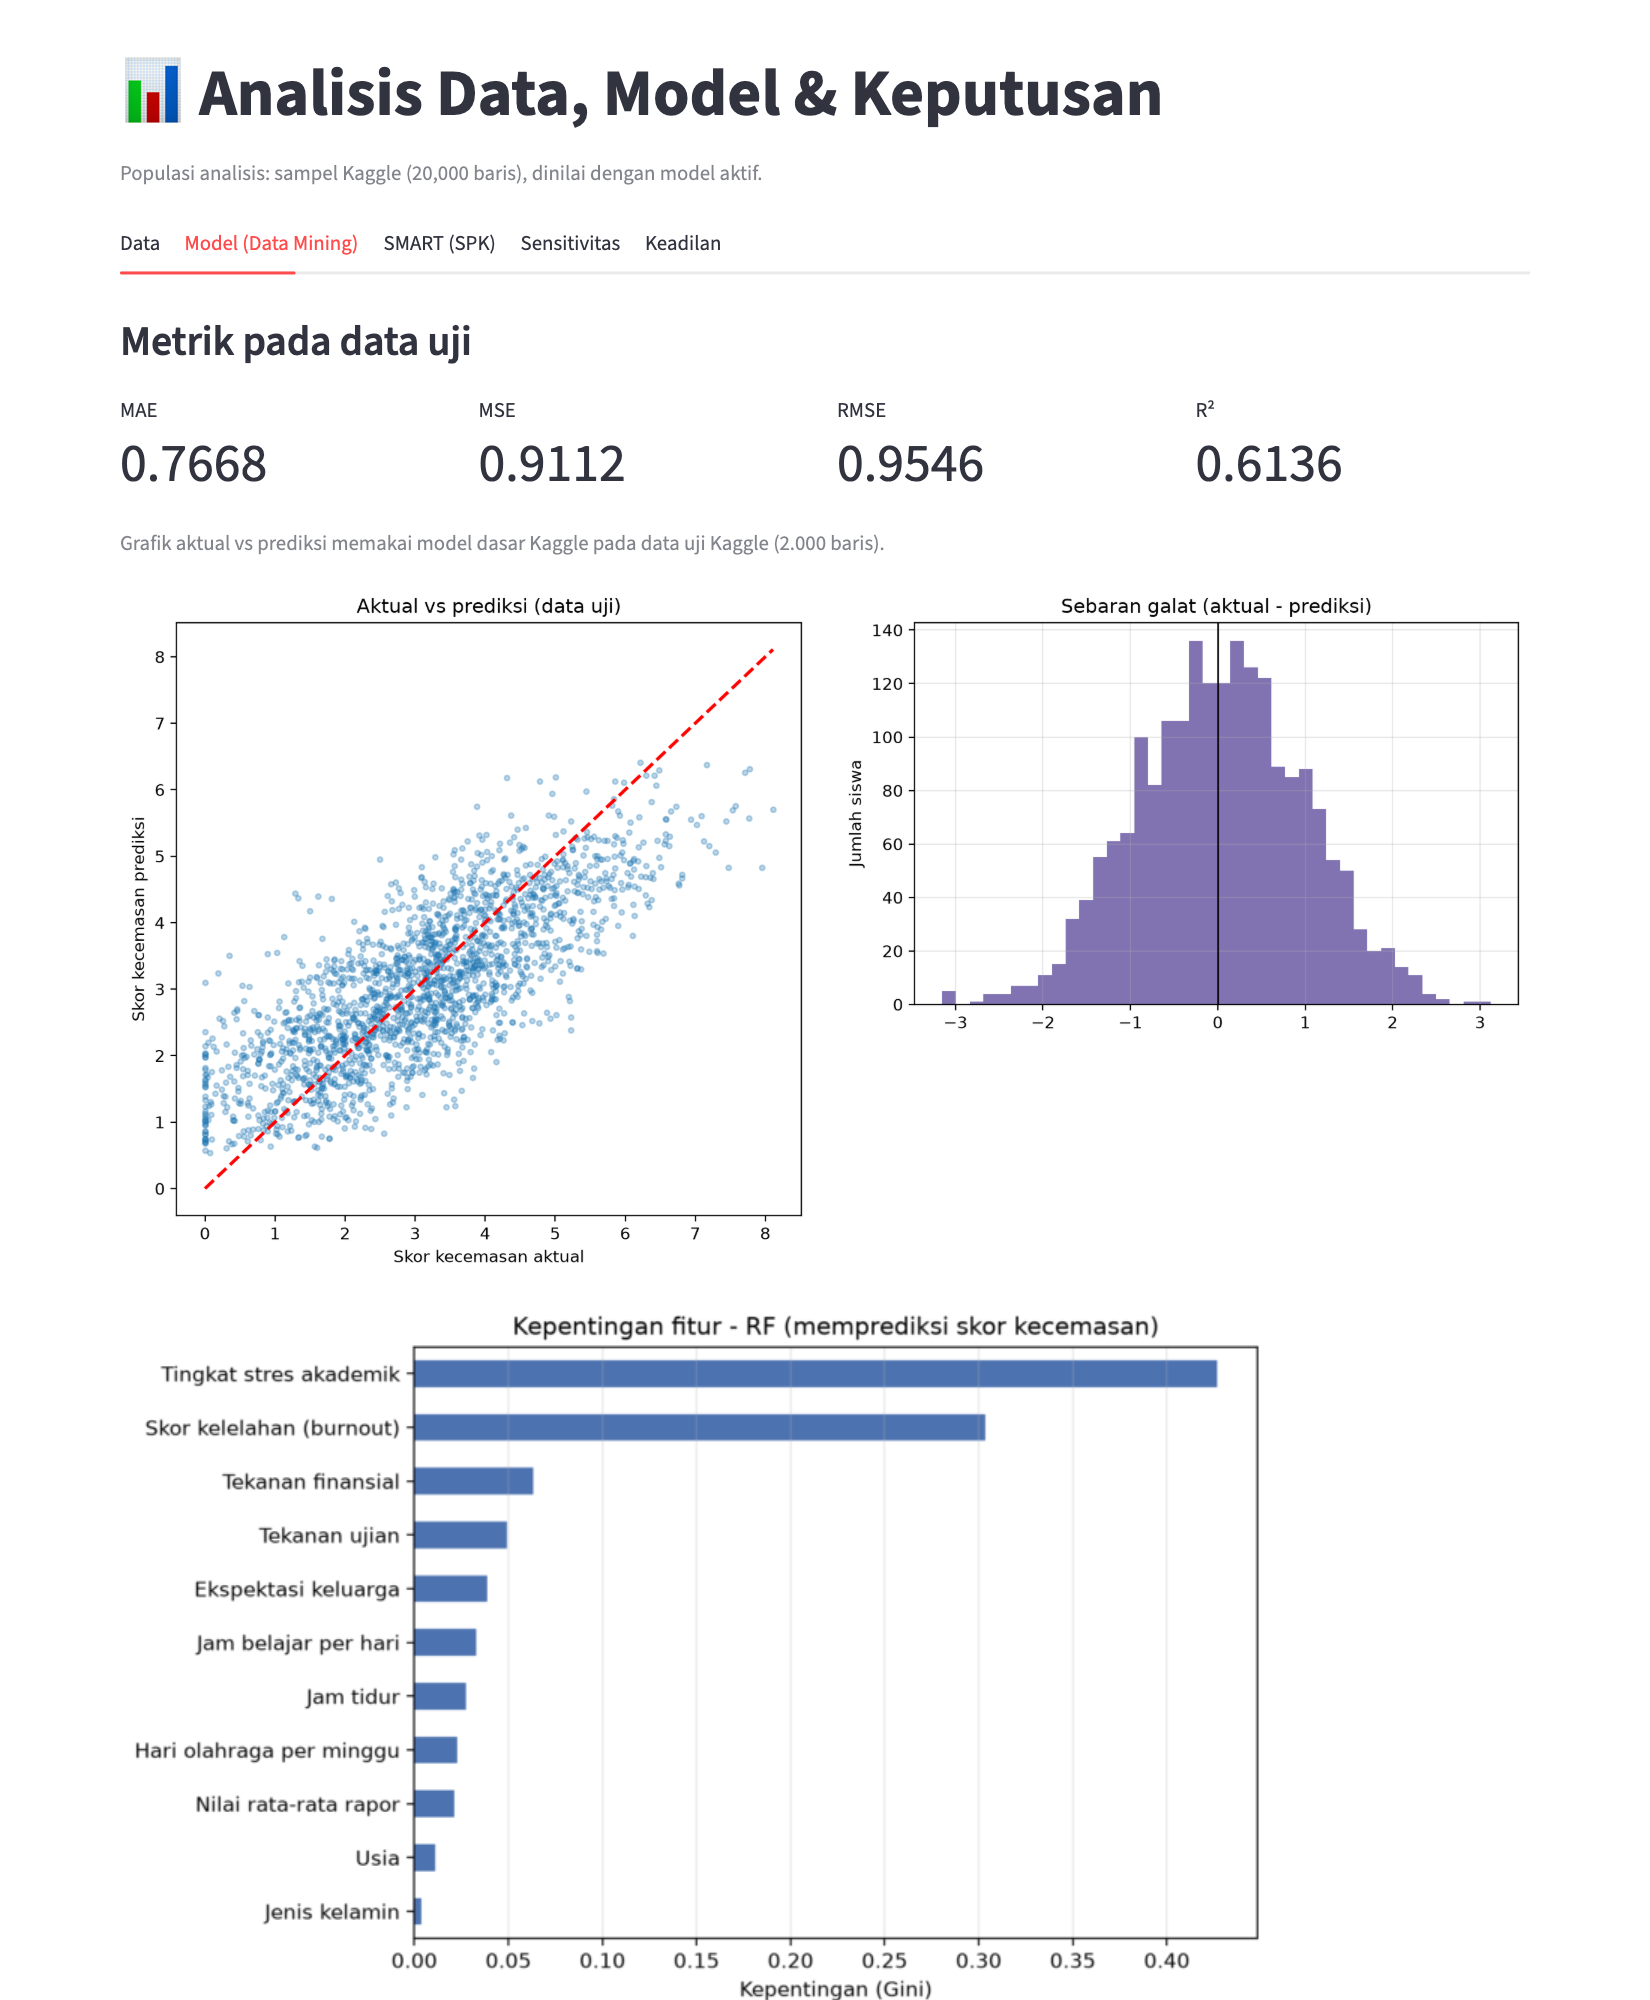 Analisis Data, Model & Keputusan
Populasi analisis: sampel Kaggle (20,000 baris), dinilai dengan model aktif.
Data Model (Data Mining) SMART (SPK) Sensitivitas Keadilan
Metrik pada data uji
MAE MSE RMSE R²
0.7668 0.9112 0.9546 0.6136
Grafik aktual vs prediksi memakai model dasar Kaggle pada data uji Kaggle (2.000 baris).
Aktual vs prediksi (data uji)
Skor kecemasan prediksi
8
7
6
5
4
3
2
1
0
0 1 2 3 4 5 6 7 8
Skor kecemasan aktual
Sebaran galat (aktual - prediksi)
Jumlah siswa
140
120
100
80
60
40
20
0
−3 −2 −1 0 1 2 3
Kepentingan fitur - RF (memprediksi skor kecemasan)
Tingkat stres akademik
Skor kelelahan (burnout)
Tekanan finansial
Tekanan ujian
Ekspektasi keluarga
Jam belajar per hari
Jam tidur
Hari olahraga per minggu
Nilai rata-rata rapor
Usia
Jenis kelamin
0.00 0.05 0.10 0.15 0.20 0.25 0.30 0.35 0.40
Kepentingan (Gini)